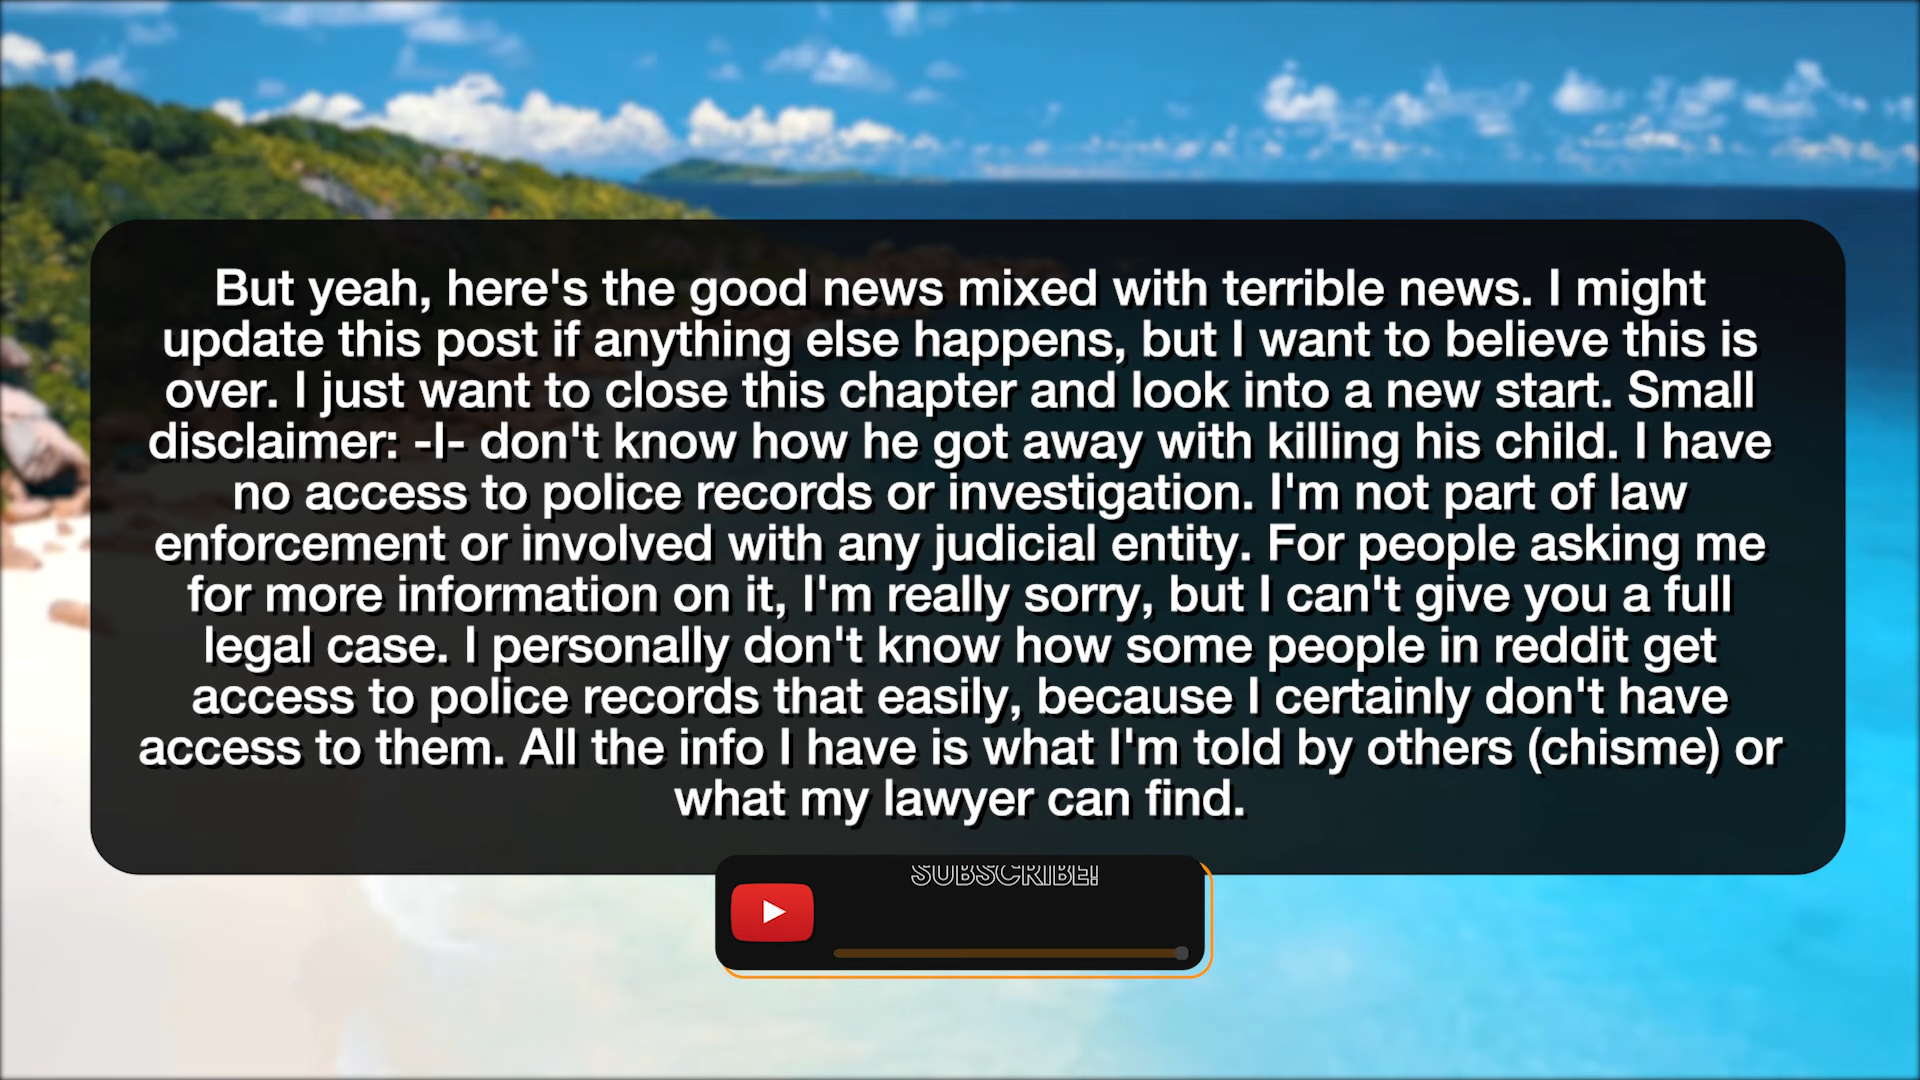 But yeah, here's the good news mixed with terrible news. I might
update this post if anything else happens, but I want to believe this is
over. I just want to close this chapter and look into a new start. Small
disclaimer: -I- don't know how he got away with killing his child. I have
no access to police records or investigation. I'm not part of law
enforcement or involved with any judicial entity. For people asking me
for more information on it, I'm really sorry, but I can't give you a full
legal case. I personally don't know how some people in reddit get
access to police records that easily, because I certainly don't have
access to them. All the info I have is what I'm told by others (chisme) or
what my lawyer can find.
SUBSCRIBE!